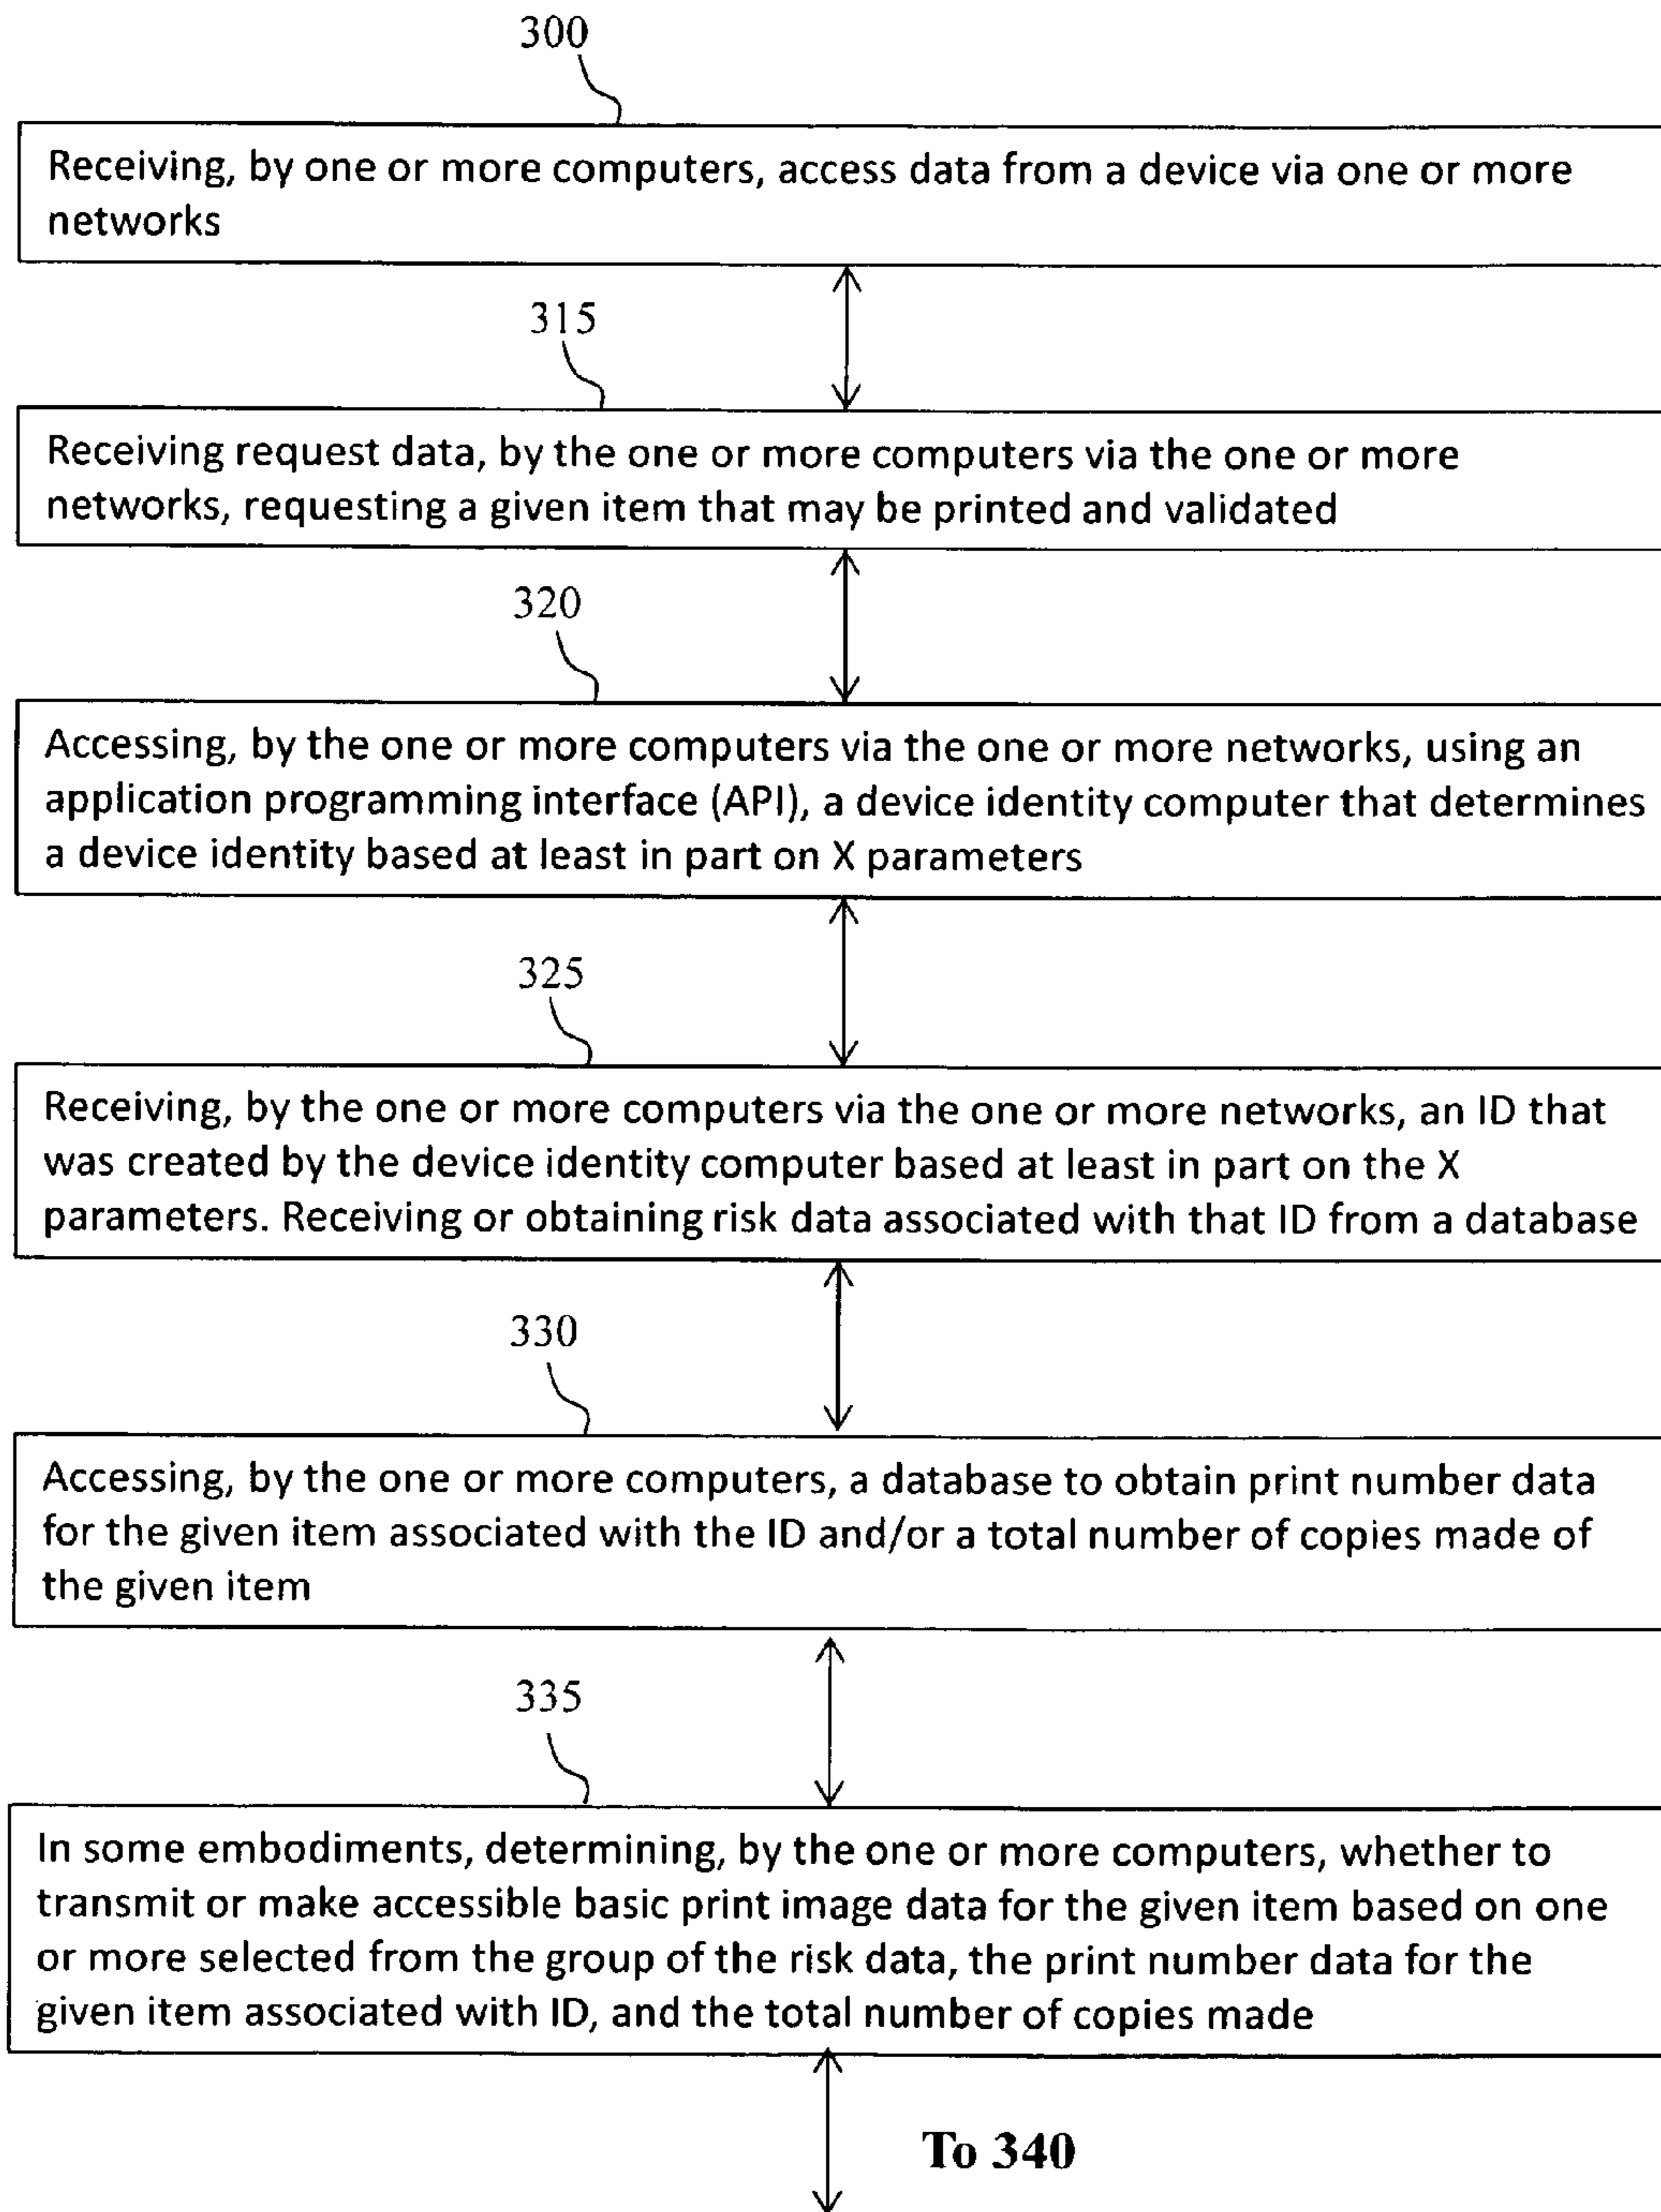 300
Receiving, by one or more computers, access data from a device via one or more
networks
315
Receiving request data, by the one or more computers via the one or more
networks, requesting a given item that may be printed and validated
320
Accessing, by the one or more computers via the one or more networks, using an
application programming interface (API), a device identity computer that determines
a device identity based at least in part on X parameters
325
Receiving, by the one or more computers via the one or more networks, an ID that
was created by the device identity computer based at least in part on the X
parameters. Receiving or obtaining risk data associated with that ID from a database
330
Accessing, by the one or more computers, a database to obtain print number data
for the given item associated with the ID and/or a total number of copies made of
the given item
335
In some embodiments, determining, by the one or more computers, whether to
transmit or make accessible basic print image data for the given item based on one
or more selected from the group of the risk data, the print number data for the
given item associated with ID, and the total number of copies made
To 340